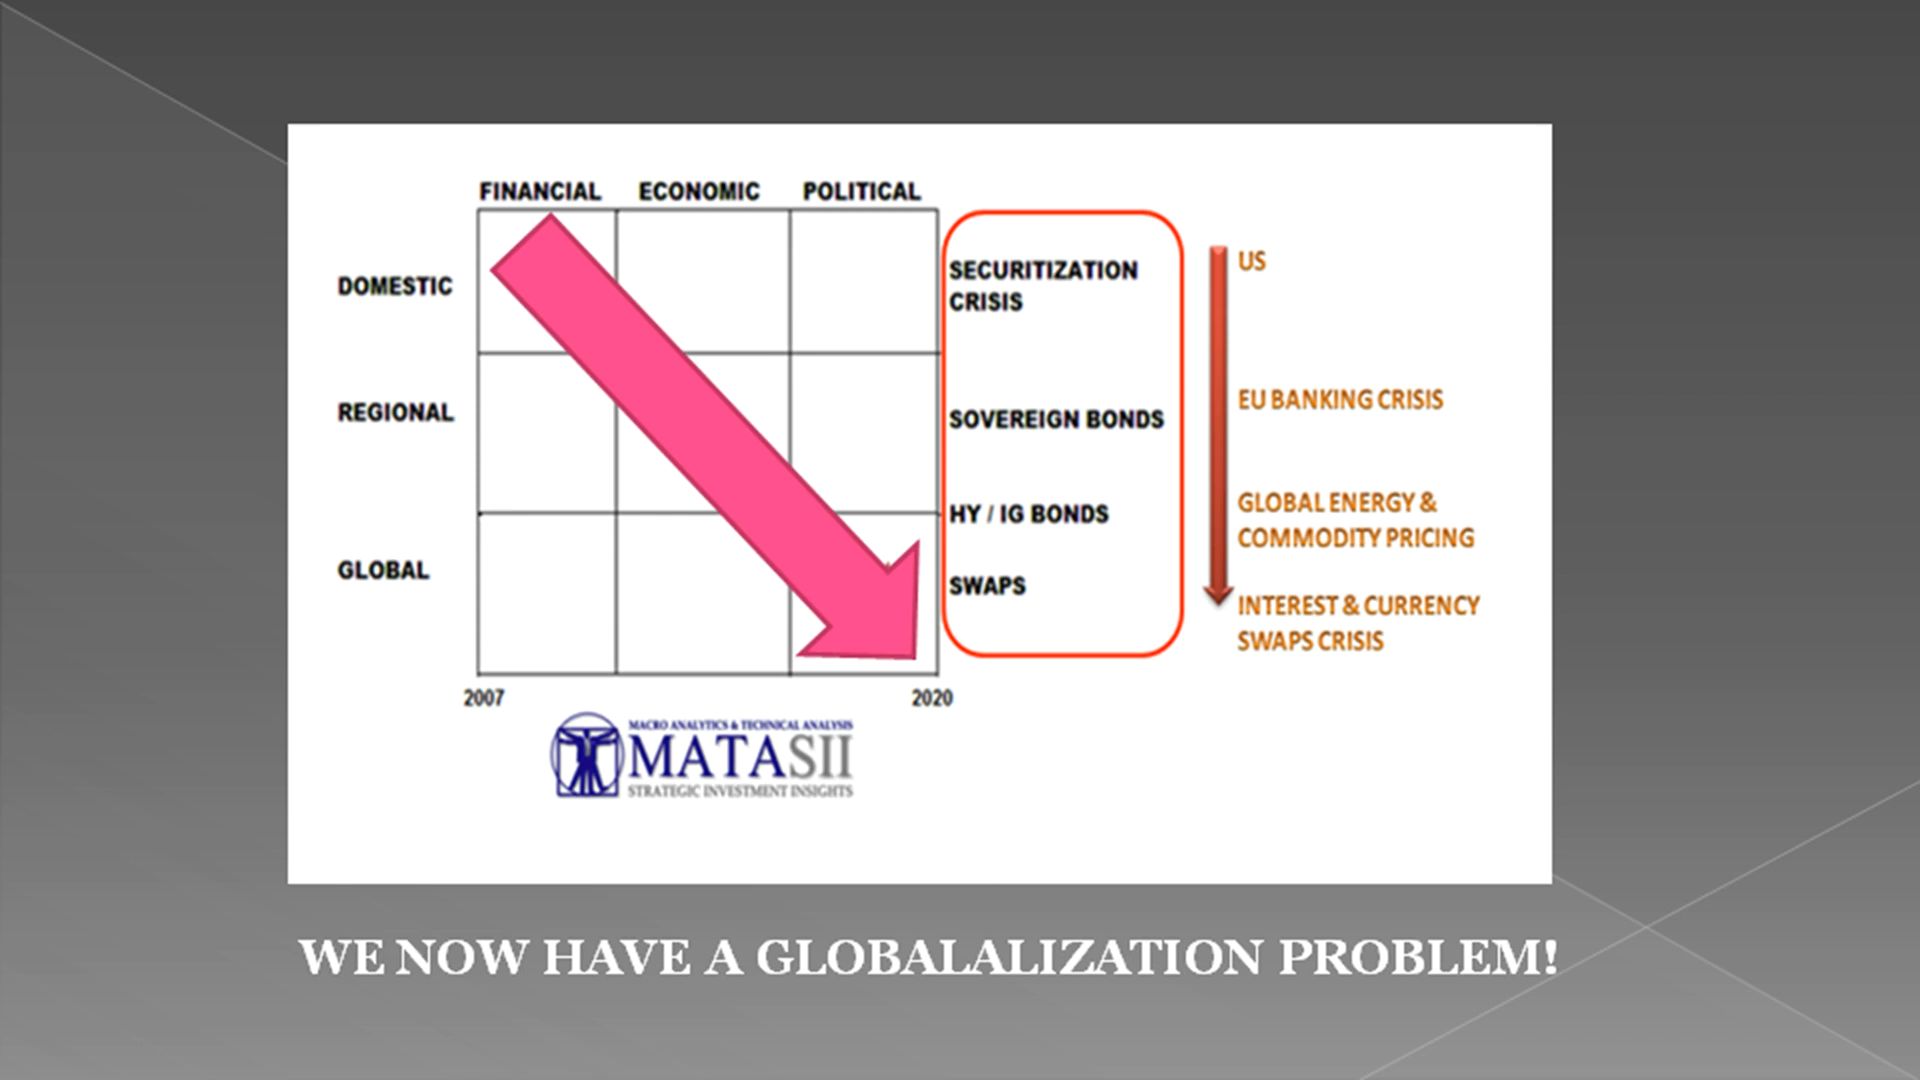 FINANCIAL ECONOMIC POLITICAL
DOMESTIC
REGIONAL
GLOBAL
2007 2020
SECURITIZATION
CRISIS
SOVEREIGN BONDS
HY / IG BONDS
SWAPS
US
EU BANKING CRISIS
GLOBAL ENERGY &
COMMODITY PRICING
INTEREST & CURRENCY
SWAPS CRISIS
MACRO ANALYTICS & TECHNICAL ANALYSIS
MATASII
STRATEGIC INVESTMENT INSIGHTS
WE NOW HAVE A GLOBALALIZATION PROBLEM!